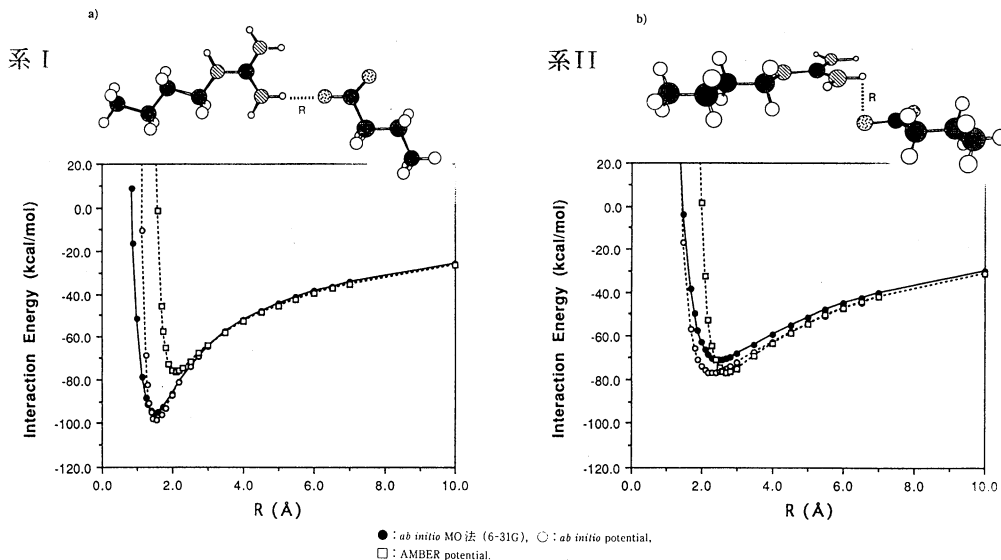 a)
系 I
R
20.0
0.0
-20.0
-40.0
-60.0
-80.0
-100.0
-120.0
Interaction Energy (kcal/mol)
0.0 2.0 4.0 6.0 8.0 10.0
R (Å)
b)
系II
R
20.0
0.0
-20.0
-40.0
-60.0
-80.0
-100.0
-120.0
Interaction Energy (kcal/mol)
0.0 2.0 4.0 6.0 8.0 10.0
R (Å)
●：ab initio MO 法 (6-31G), ○：ab initio potential,
□：AMBER potential.